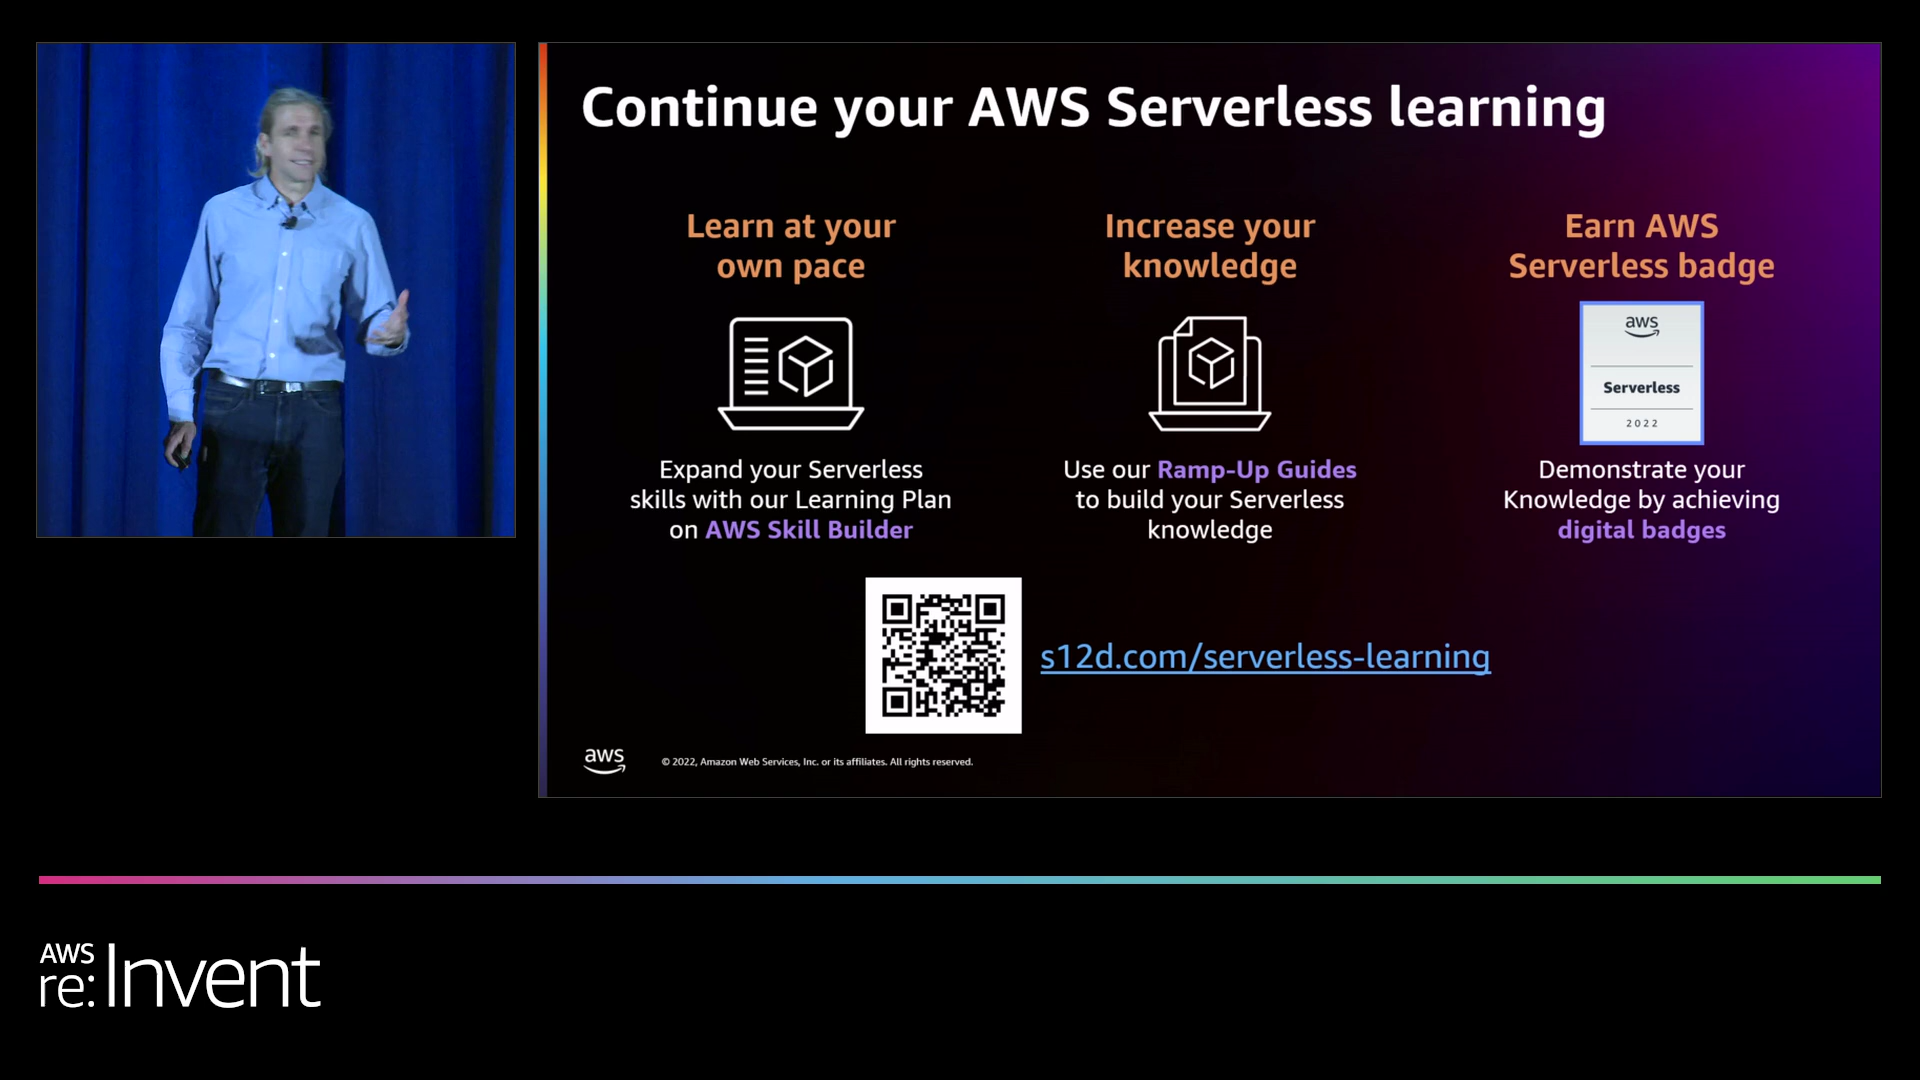 Continue your AWS Serverless learning
Learn at your
own pace
Expand your Serverless
skills with our Learning Plan
on AWS Skill Builder
Increase your
knowledge
Use our Ramp-Up Guides
to build your Serverless
knowledge
Earn AWS
Serverless badge
aws
Serverless
2022
Demonstrate your
Knowledge by achieving
digital badges
s12d.com/serverless-learning
aws
© 2022, Amazon Web Services, Inc. or its affiliates. All rights reserved.
AWS
re:Invent